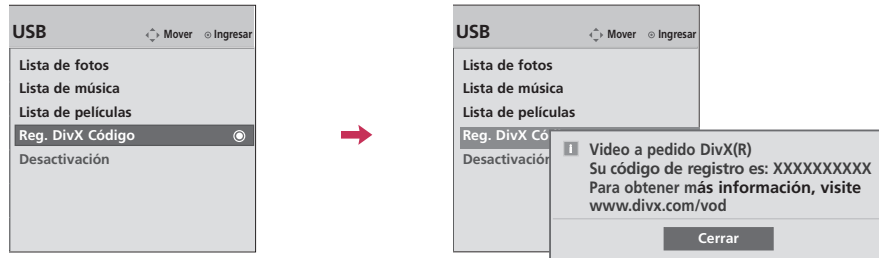 USB
Mover
Ingresar
Lista de fotos
Lista de música
Lista de películas
Reg. DivX Código
Desactivación
USB
Mover
Ingresar
Lista de fotos
Lista de música
Lista de películas
Reg. DivX Có
Desactivación
Video a pedido DivX(R)
Su código de registro es: XXXXXXXXXX
Para obtener más información, visite
www.divx.com/vod
Cerrar